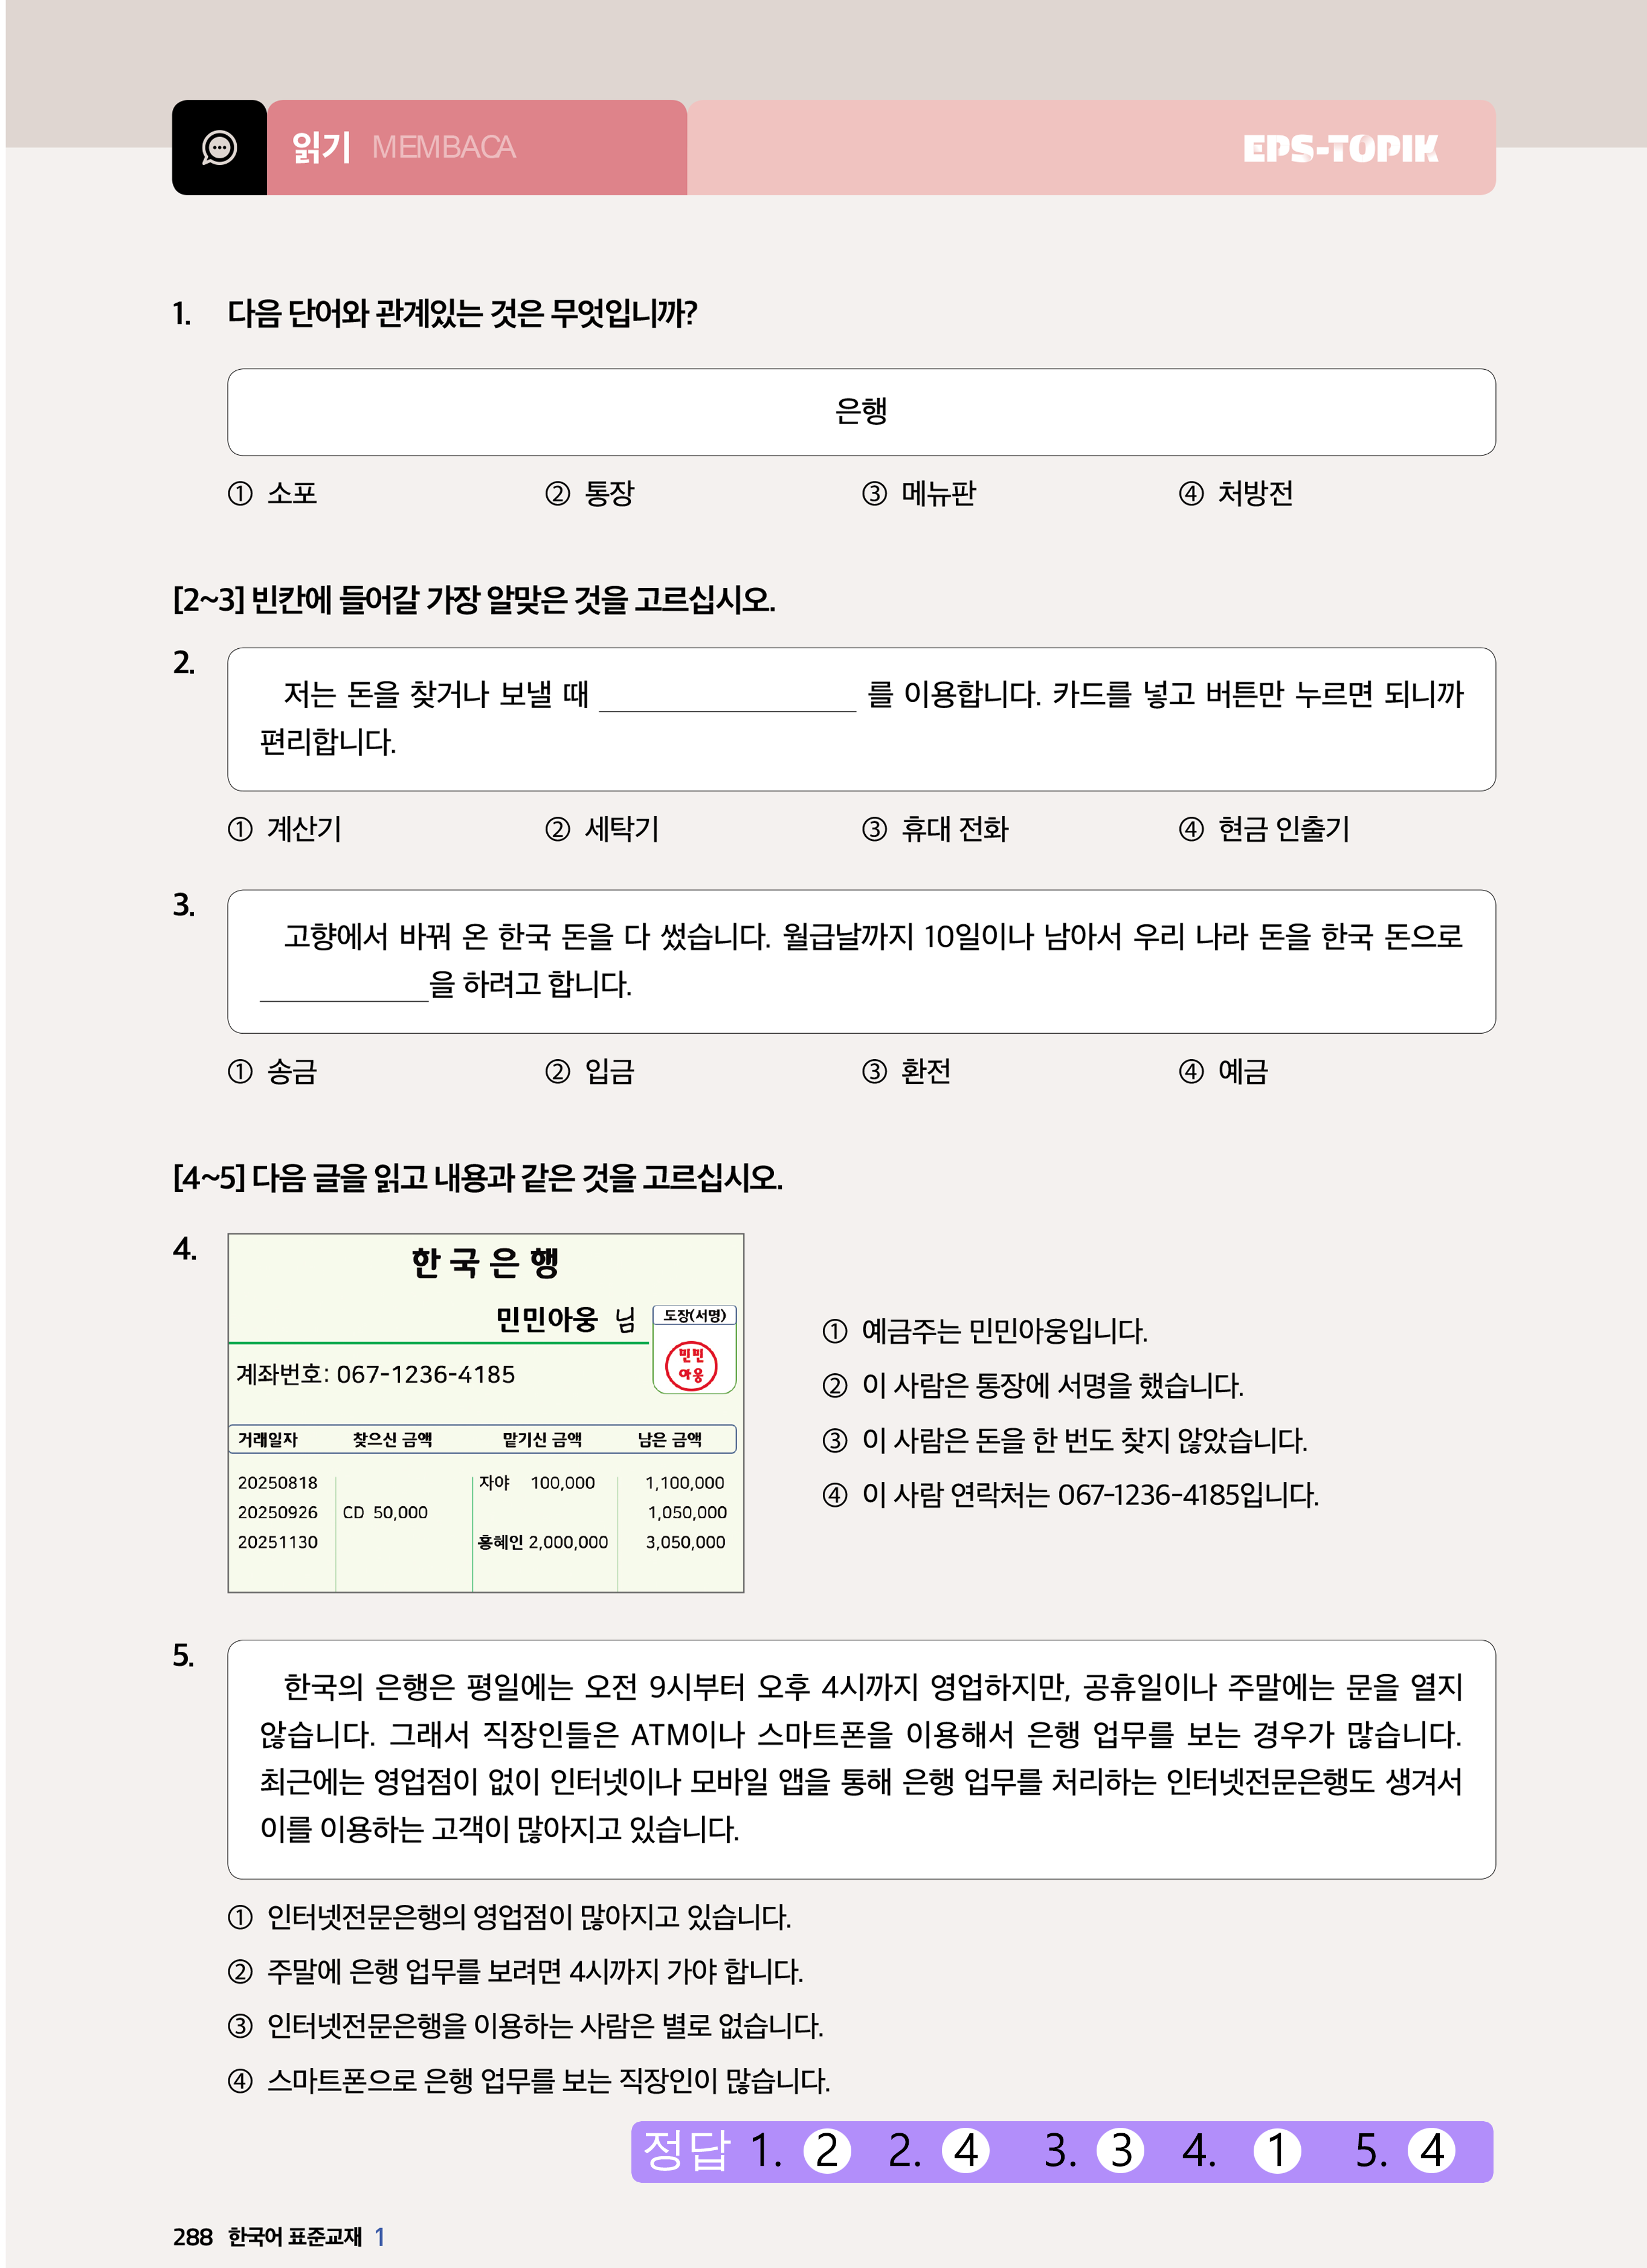 읽기 MEMBACA
EPS-TOPIK
1. 다음 단어와 관계있는 것은 무엇입니까?
은행
① 소포 ② 통장 ③ 메뉴판 ④ 처방전
[2~3] 빈칸에 들어갈 가장 알맞은 것을 고르십시오.
2. 저는 돈을 찾거나 보낼 때 ________ 를 이용합니다. 카드를 넣고 버튼만 누르면 되니까
편리합니다.
① 계산기 ② 세탁기 ③ 휴대 전화 ④ 현금 인출기
3. 고향에서 바꿔 온 한국 돈을 다 썼습니다. 월급날까지 10일이나 남아서 우리 나라 돈을 한국 돈으로
________을 하려고 합니다.
① 송금 ② 입금 ③ 환전 ④ 예금
[4~5] 다음 글을 읽고 내용과 같은 것을 고르십시오.
4. 한국은행
민민아웅 님
도장(서명)
민민
아웅
계좌번호: 067-1236-4185
거래일자 찾으신 금액 맡기신 금액 남은 금액
20250818 자야 100,000 1,100,000
20250926 CD 50,000 1,050,000
20251130 홍혜인 2,000,000 3,050,000
① 예금주는 민민아웅입니다.
② 이 사람은 통장에 서명을 했습니다.
③ 이 사람은 돈을 한 번도 찾지 않았습니다.
④ 이 사람 연락처는 067-1236-4185입니다.
5. 한국의 은행은 평일에는 오전 9시부터 오후 4시까지 영업하지만, 공휴일이나 주말에는 문을 열지
않습니다. 그래서 직장인들은 ATM이나 스마트폰을 이용해서 은행 업무를 보는 경우가 많습니다.
최근에는 영업점이 없이 인터넷이나 모바일 앱을 통해 은행 업무를 처리하는 인터넷전문은행도 생겨서
이를 이용하는 고객이 많아지고 있습니다.
① 인터넷전문은행의 영업점이 많아지고 있습니다.
② 주말에 은행 업무를 보려면 4시까지 가야 합니다.
③ 인터넷전문은행을 이용하는 사람은 별로 없습니다.
④ 스마트폰으로 은행 업무를 보는 직장인이 많습니다.
정답 1. 2 2. 4 3. 3 4. 1 5. 4
288 한국어 표준교재 1